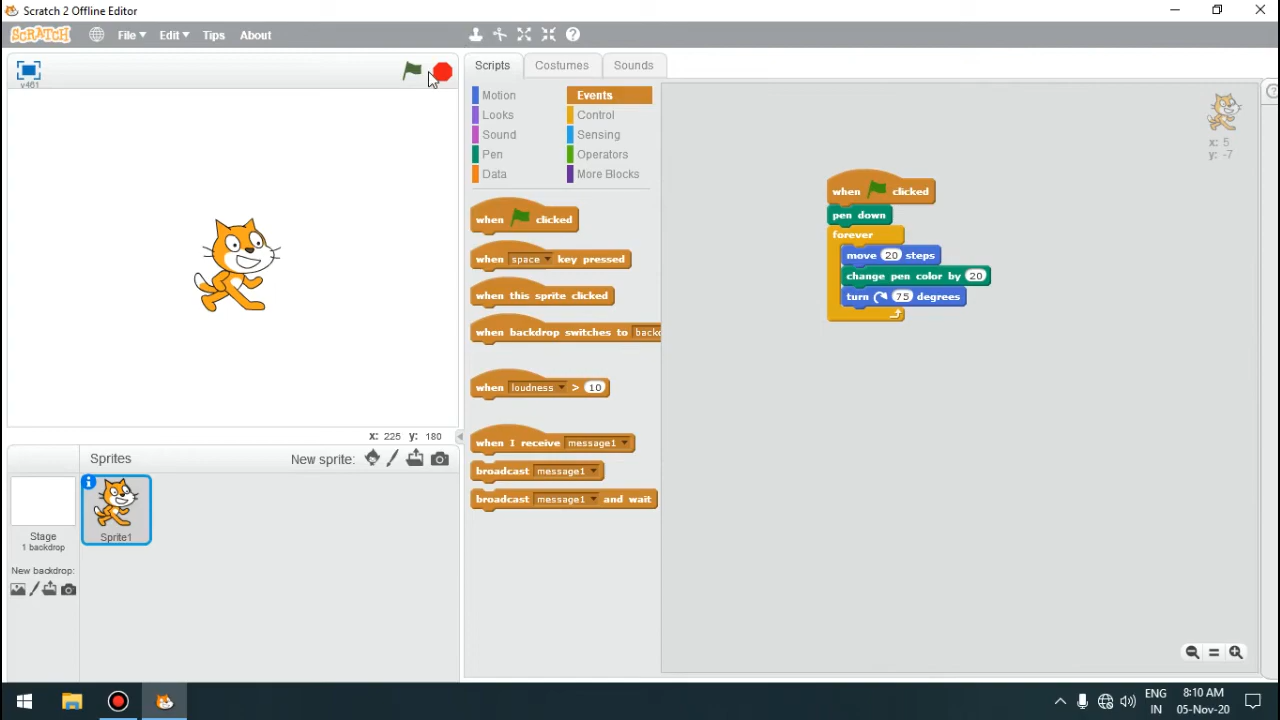 Scratch 2 Offline Editor
SCRATCH
File
Edit
Tips
About
v461
Scripts
Costumes
Sounds
Motion
Events
Looks
Control
Sound
Sensing
Pen
Operators
Data
More Blocks
when clicked
when space key pressed
when this sprite clicked
when backdrop switches to
when loudness > 10
when I receive message1
broadcast message1
broadcast message1 and wait
when clicked
pen down
forever
move 20 steps
change pen color by 20
turn 75 degrees
x: 5
y: -7
x: 225 y: 180
Sprites
New sprite:
Stage
1 backdrop
Sprite1
New backdrop:
ENG
IN
8:10 AM
05-Nov-20